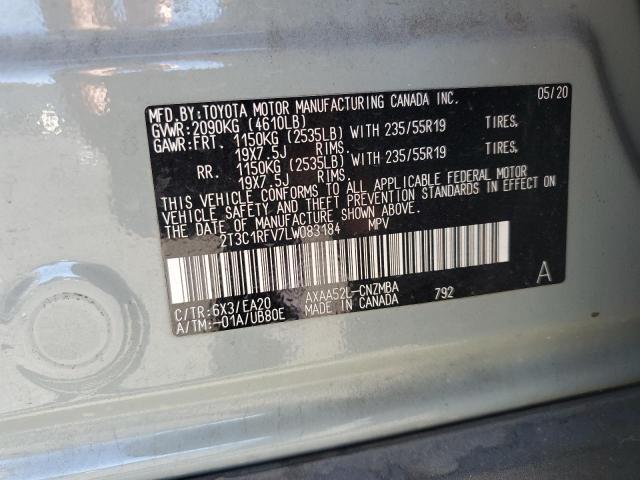 MFD.BY:TOYOTA MOTOR MANUFACTURING CANADA INC. 05/20
GVWR:2090KG (4610LB)
GAWR:FRT. 1150KG (2535LB) WITH 235/55R19 TIRES,
19X7.5J RIMS.
RR. 1150KG (2535LB) WITH 235/55R19 TIRES,
19X7.5J RIMS.
THIS VEHICLE CONFORMS TO ALL APPLICABLE FEDERAL MOTOR
VEHICLE SAFETY AND THEFT PREVENTION STANDARDS IN EFFECT ON
THE DATE OF MANUFACTURE SHOWN ABOVE.
2T3C1RFV7LW083184 MPV
C/TR:6X3/EA20 AXAA52L-CNZMBA 792 A
A/TM:-01A/UB80E MADE IN CANADA